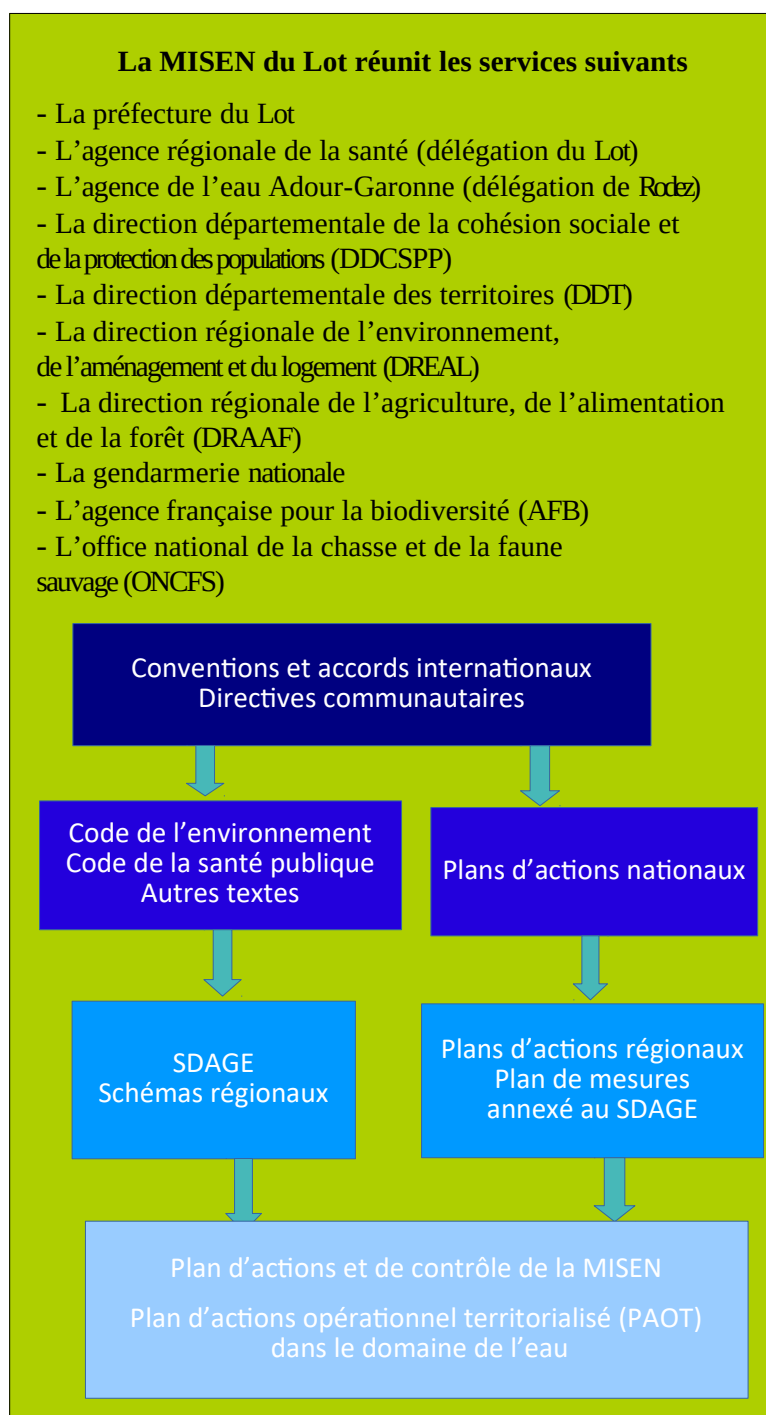 La MISEN du Lot réunit les services suivants
- La préfecture du Lot
- L’agence régionale de la santé (délégation du Lot)
- L’agence de l’eau Adour-Garonne (délégation de Rodez)
- La direction départementale de la cohésion sociale et
de la protection des populations (DDCSPP)
- La direction départementale des territoires (DDT)
- La direction régionale de l’environnement,
de l’aménagement et du logement (DREAL)
- La direction régionale de l’agriculture, de l’alimentation
et de la forêt (DRAAF)
- La gendarmerie nationale
- L’agence française pour la biodiversité (AFB)
- L’office national de la chasse et de la faune
sauvage (ONCFS)
Conventions et accords internationaux
Directives communautaires
Code de l’environnement
Code de la santé publique
Autres textes
Plans d’actions nationaux
SDAGE
Schémas régionaux
Plans d’actions régionaux
Plan de mesures
annexé au SDAGE
Plan d’actions et de contrôle de la MISEN
Plan d’actions opérationnel territorialisé (PAOT)
dans le domaine de l’eau